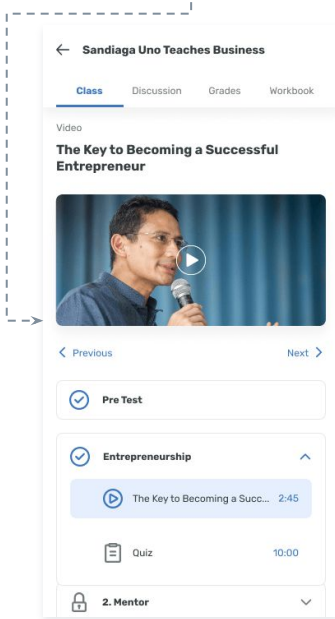 Sandiaga Uno Teaches Business
Class Discussion Grades Workbook
Video
The Key to Becoming a Successful
Entrepreneur
Previous Next
Pre Test
Entrepreneurship
The Key to Becoming a Succ... 2:45
Quiz 10:00
2. Mentor